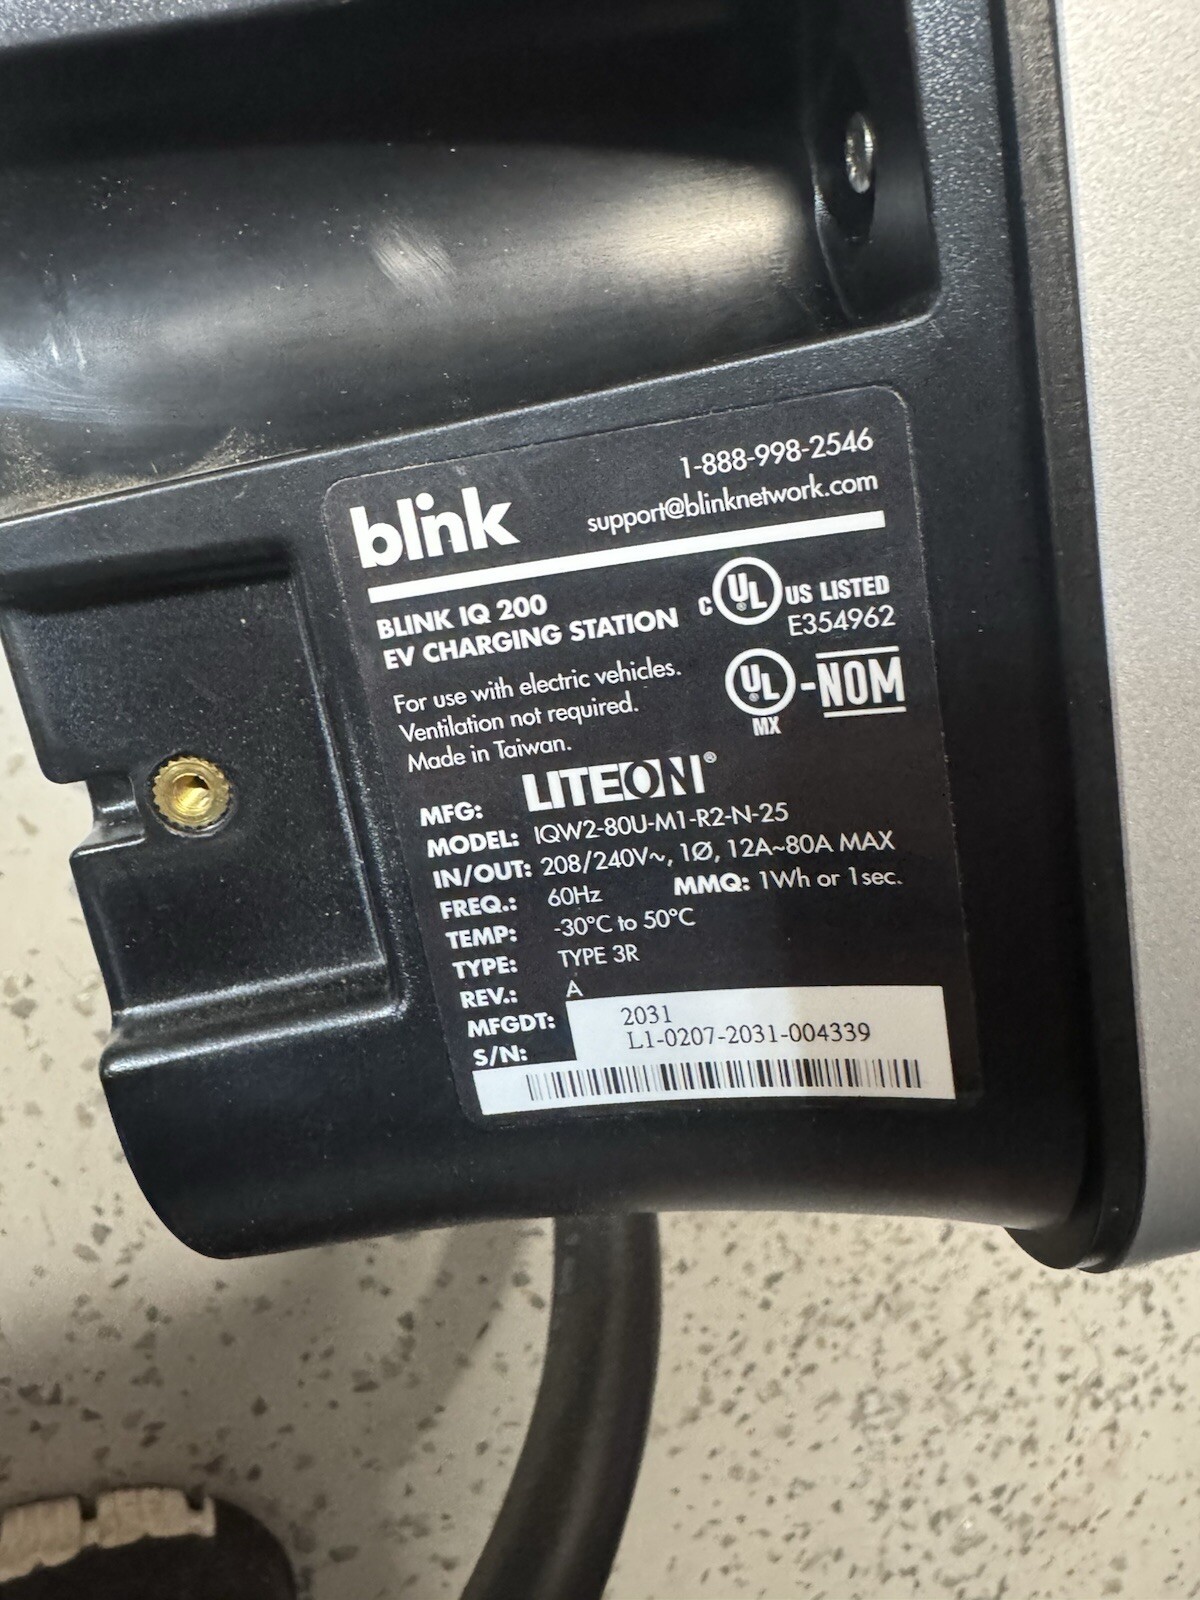 blink
1-888-998-2546
support@blinknetwork.com
BLINK IQ 200
EV CHARGING STATION
C UL US LISTED
E354962
For use with electric vehicles.
Ventilation not required.
Made in Taiwan.
UL-NOM
MX
MFG: LITEON®
MODEL: IQW2-80U-M1-R2-N-25
IN/OUT: 208/240V~, 1Ø, 12A~80A MAX
FREQ.: 60Hz MMQ: 1Wh or 1sec.
TEMP: -30°C to 50°C
TYPE: TYPE 3R
REV.: A
MFGDT: 2031
S/N: L1-0207-2031-004339